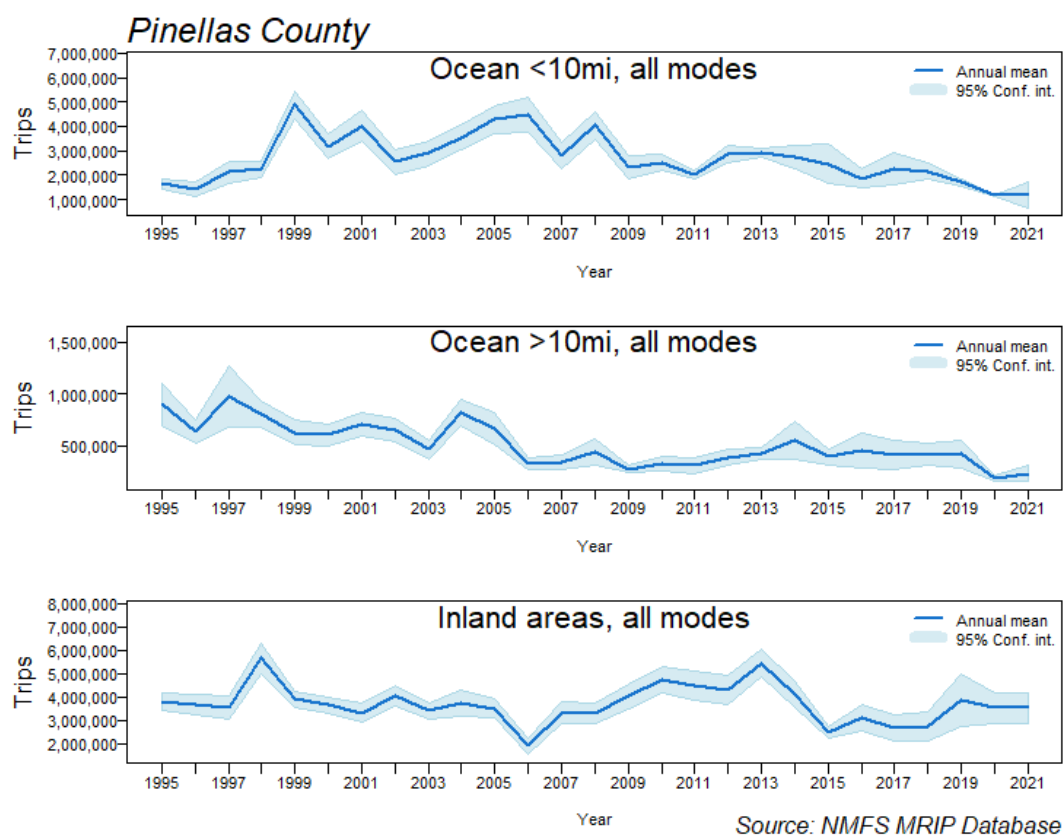 Pinellas County
Ocean <10mi, all modes
Annual mean
95% Conf. int.
Trips
7,000,000
6,000,000
5,000,000
4,000,000
3,000,000
2,000,000
1,000,000
1995 1997 1999 2001 2003 2005 2007 2009 2011 2013 2015 2017 2019 2021
Year
Ocean >10mi, all modes
Annual mean
95% Conf. int.
Trips
1,500,000
1,000,000
500,000
1995 1997 1999 2001 2003 2005 2007 2009 2011 2013 2015 2017 2019 2021
Year
Inland areas, all modes
Annual mean
95% Conf. int.
Trips
8,000,000
7,000,000
6,000,000
5,000,000
4,000,000
3,000,000
2,000,000
1995 1997 1999 2001 2003 2005 2007 2009 2011 2013 2015 2017 2019 2021
Year
Source: NMFS MRIP Database